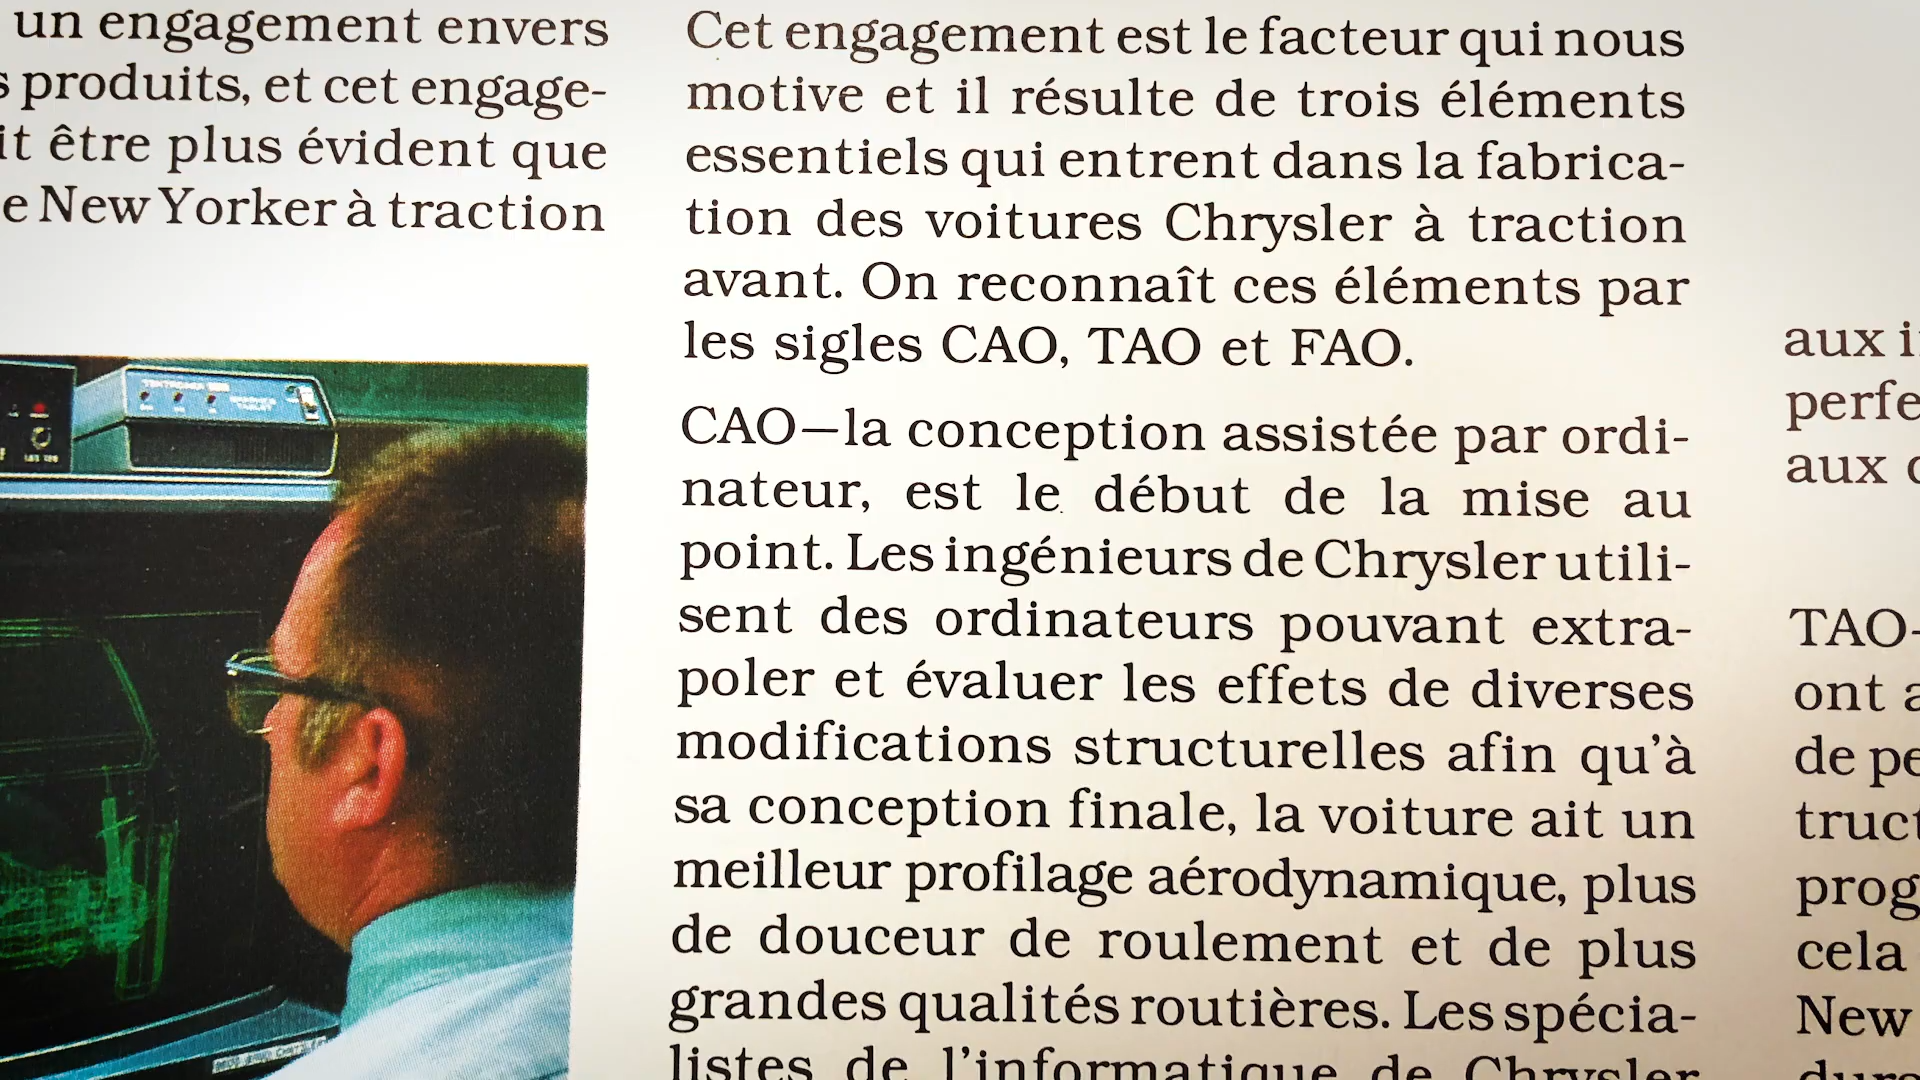 un engagement envers
produits, et cet engage-
être plus évident que
New Yorker à traction
Cet engagement est le facteur qui nous
motive et il résulte de trois éléments
essentiels qui entrent dans la fabrica-
tion des voitures Chrysler à traction
avant. On reconnaît ces éléments par
les sigles CAO, TAO et FAO.
CAO—la conception assistée par ordi-
nateur, est le début de la mise au
point. Les ingénieurs de Chrysler utili-
sent des ordinateurs pouvant extra-
poler et évaluer les effets de diverses
modifications structurelles afin qu'à
sa conception finale, la voiture ait un
meilleur profilage aérodynamique, plus
de douceur de roulement et de plus
grandes qualités routières. Les spécia-
listes de l'informatique de Chrysler
aux
aux
TAO-
ont
de
cela
New